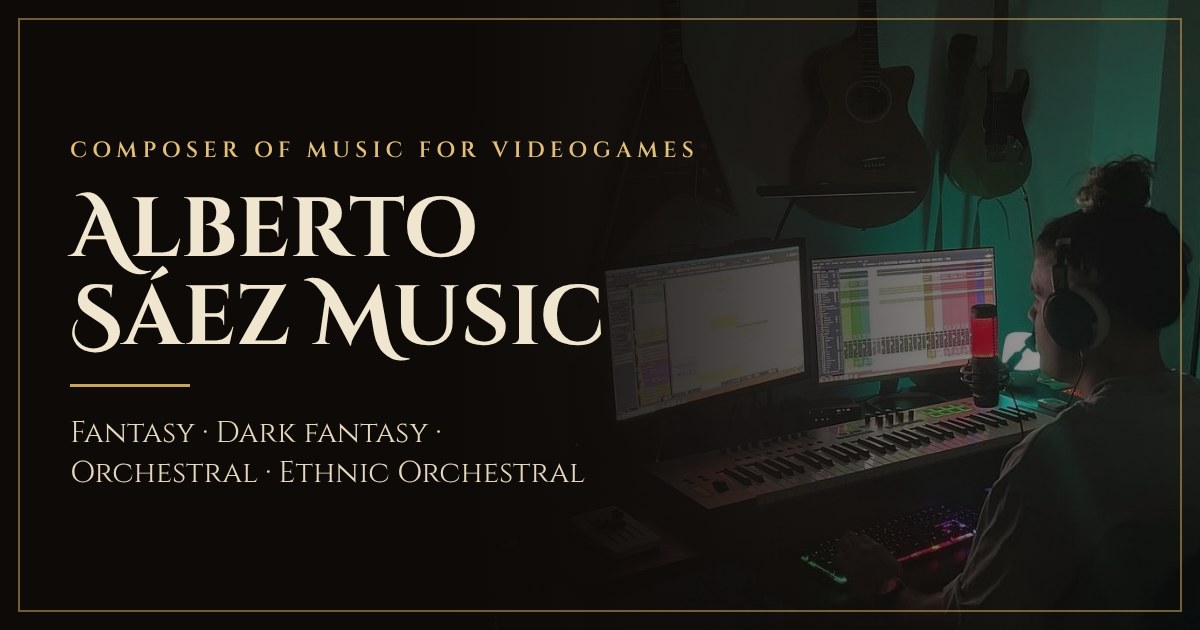 COMPOSER OF MUSIC FOR VIDEOGAMES
ALBERTO
SÁEZ MUSIC
FANTASY · DARK FANTASY ·
ORCHESTRAL · ETHNIC ORCHESTRAL